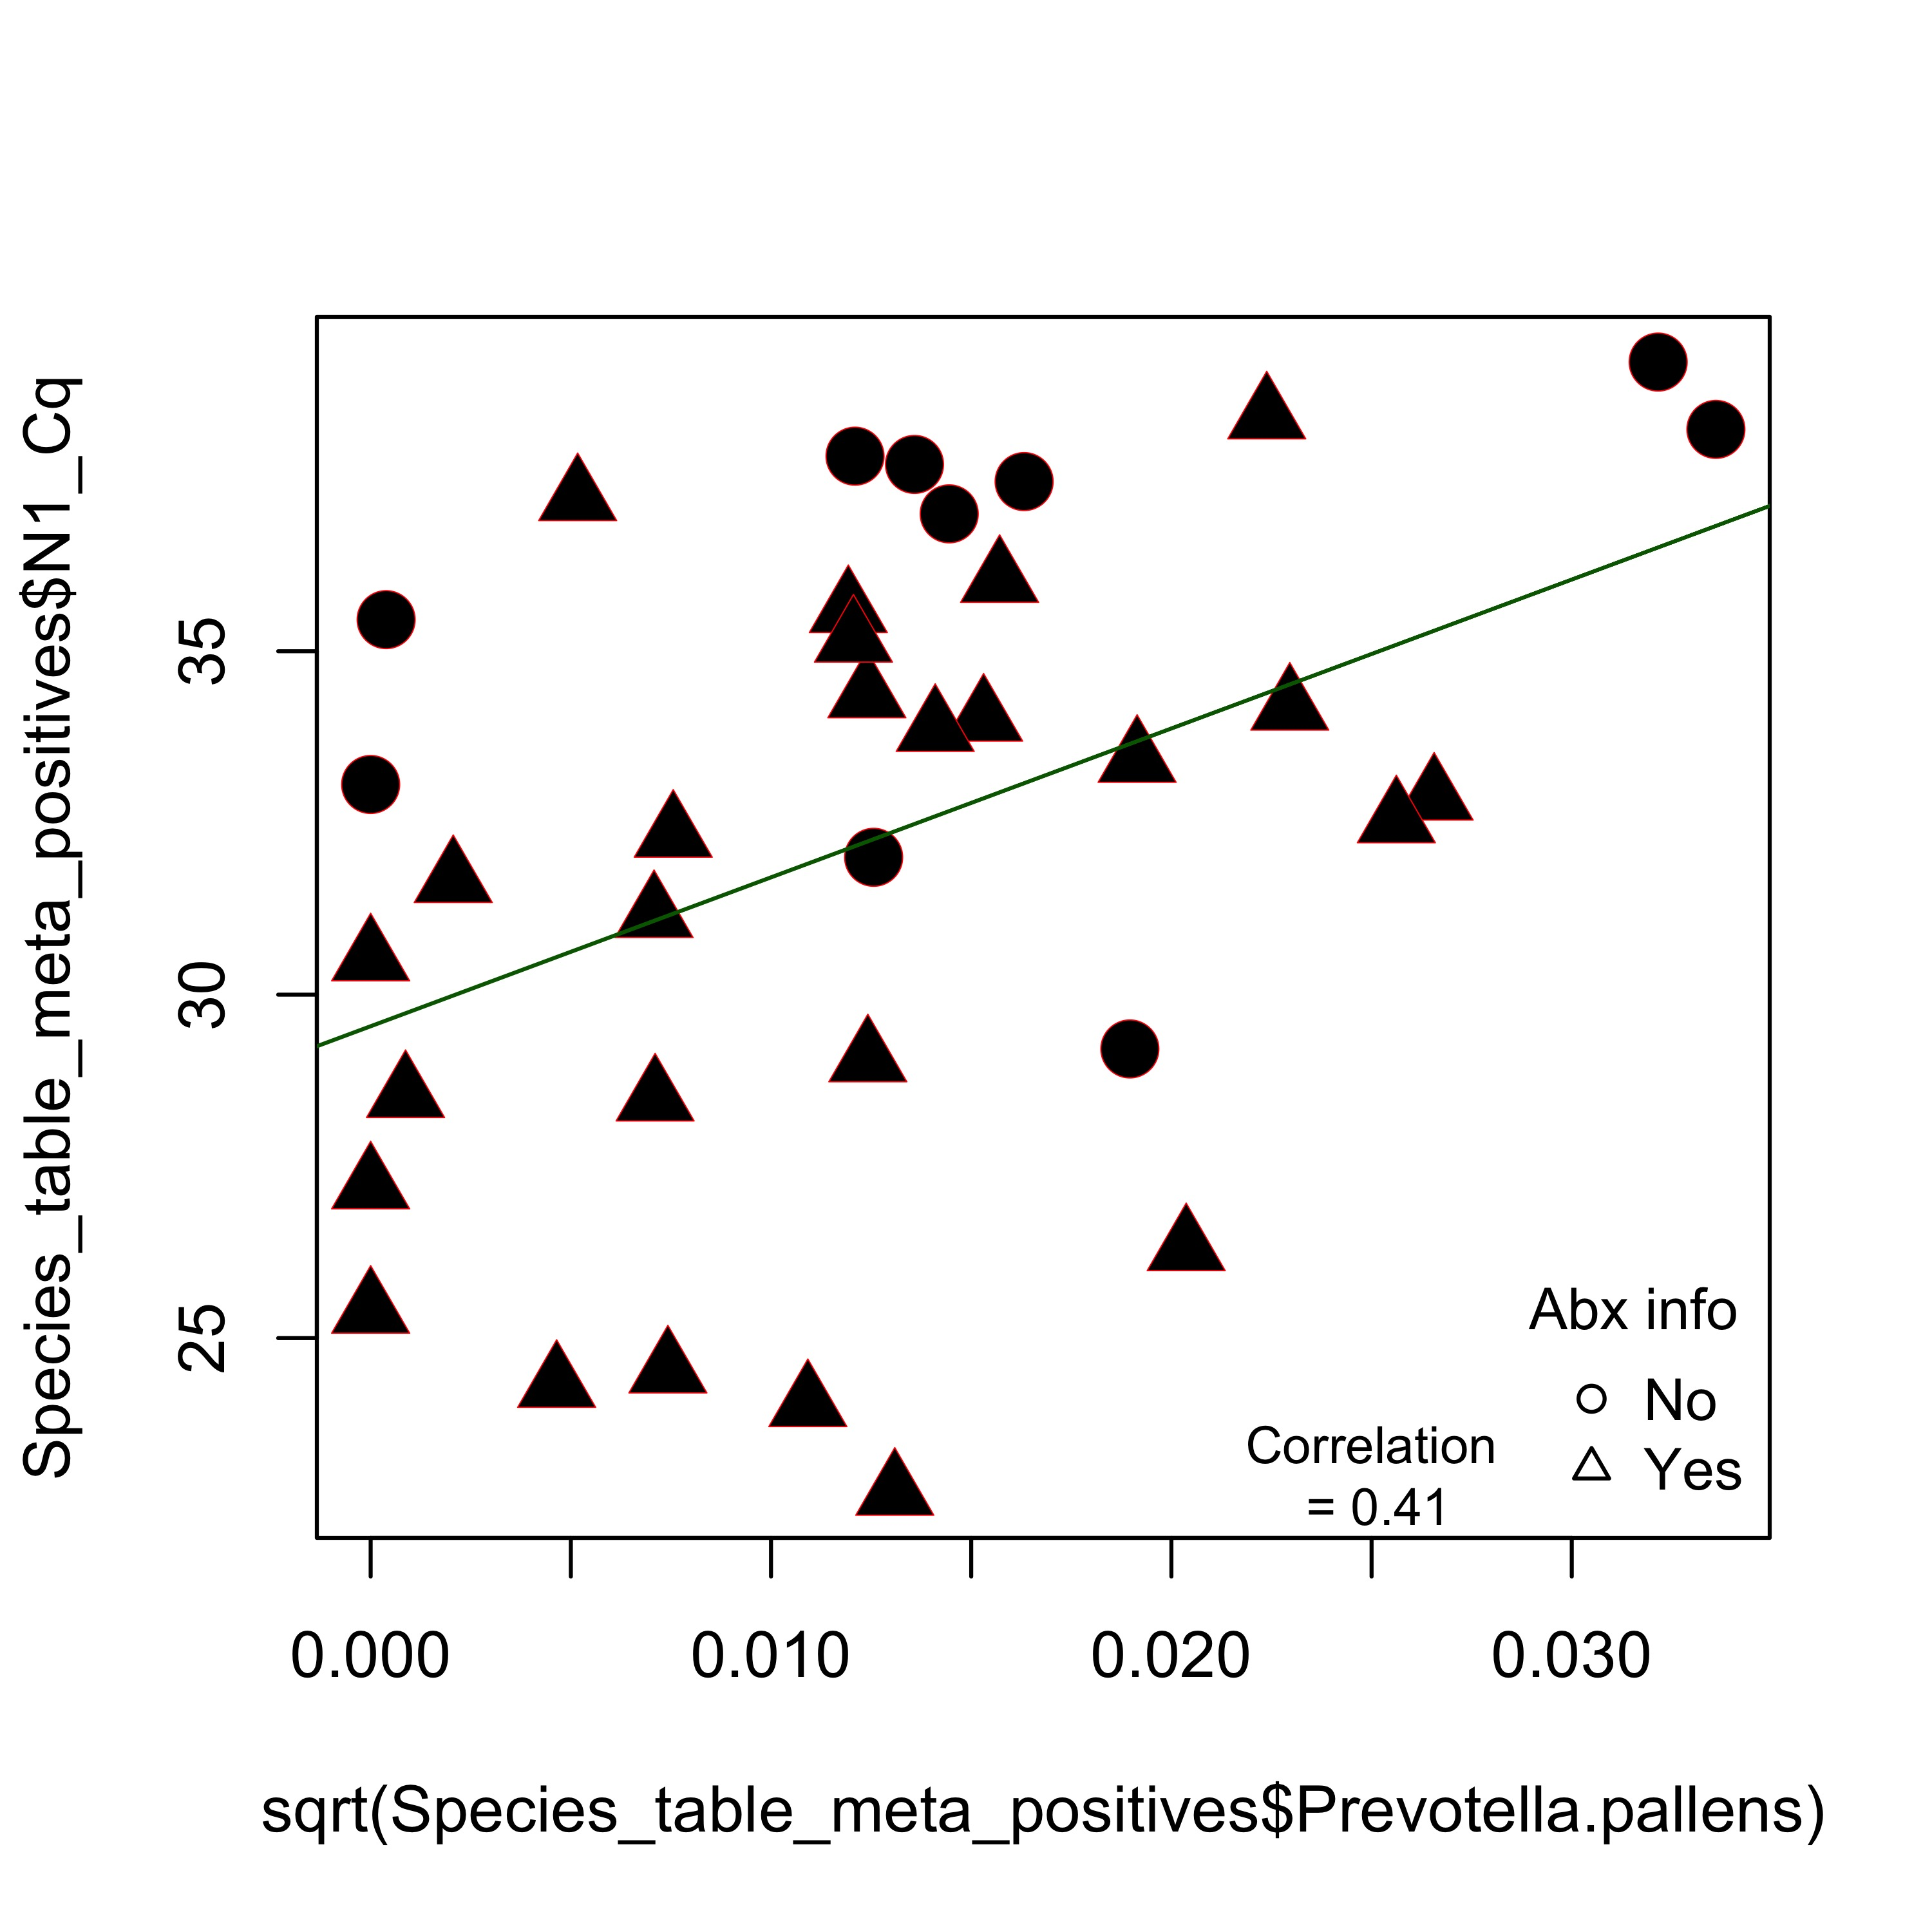 Species_table_meta_positives$N1_Cq
35
30
25
Abx info
No
Yes
Correlation
= 0.41
0.000 0.010 0.020 0.030
sqrt(Species_table_meta_positives$Prevotella.pallens)